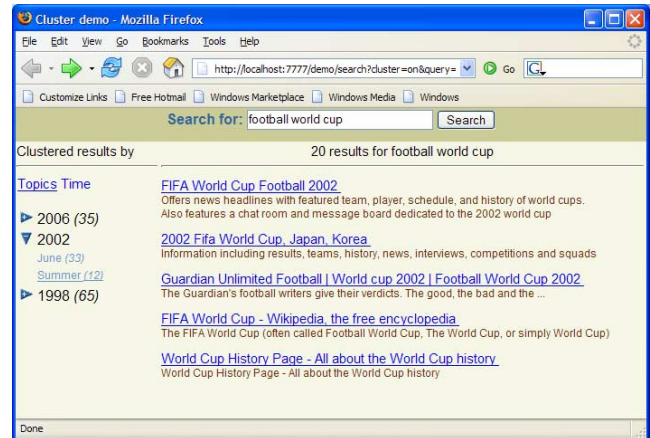 Cluster demo - Mozilla Firefox
File Edit View Go Bookmarks Tools Help
http://localhost:7777/demo/search?cluster=on&query= Go G
Customize Links Free Hotmail Windows Marketplace Windows Media Windows
Search for: football world cup Search
Clustered results by
20 results for football world cup
Topics Time
2006 (35)
2002
June (33)
Summer (12)
1998 (65)
FIFA World Cup Football 2002
Offers news headlines with featured team, player, schedule, and history of world cups.
Also features a chat room and message board dedicated to the 2002 world cup
2002 Fifa World Cup, Japan, Korea
Information including results, teams, history, news, interviews, competitions and squads
Guardian Unlimited Football | World cup 2002 | Football World Cup 2002
The Guardian's football writers give their verdicts. The good, the bad and the ...
FIFA World Cup - Wikipedia, the free encyclopedia
The FIFA World Cup (often called Football World Cup, The World Cup, or simply World Cup)
World Cup History Page - All about the World Cup history
World Cup History Page - All about the World Cup history
Done